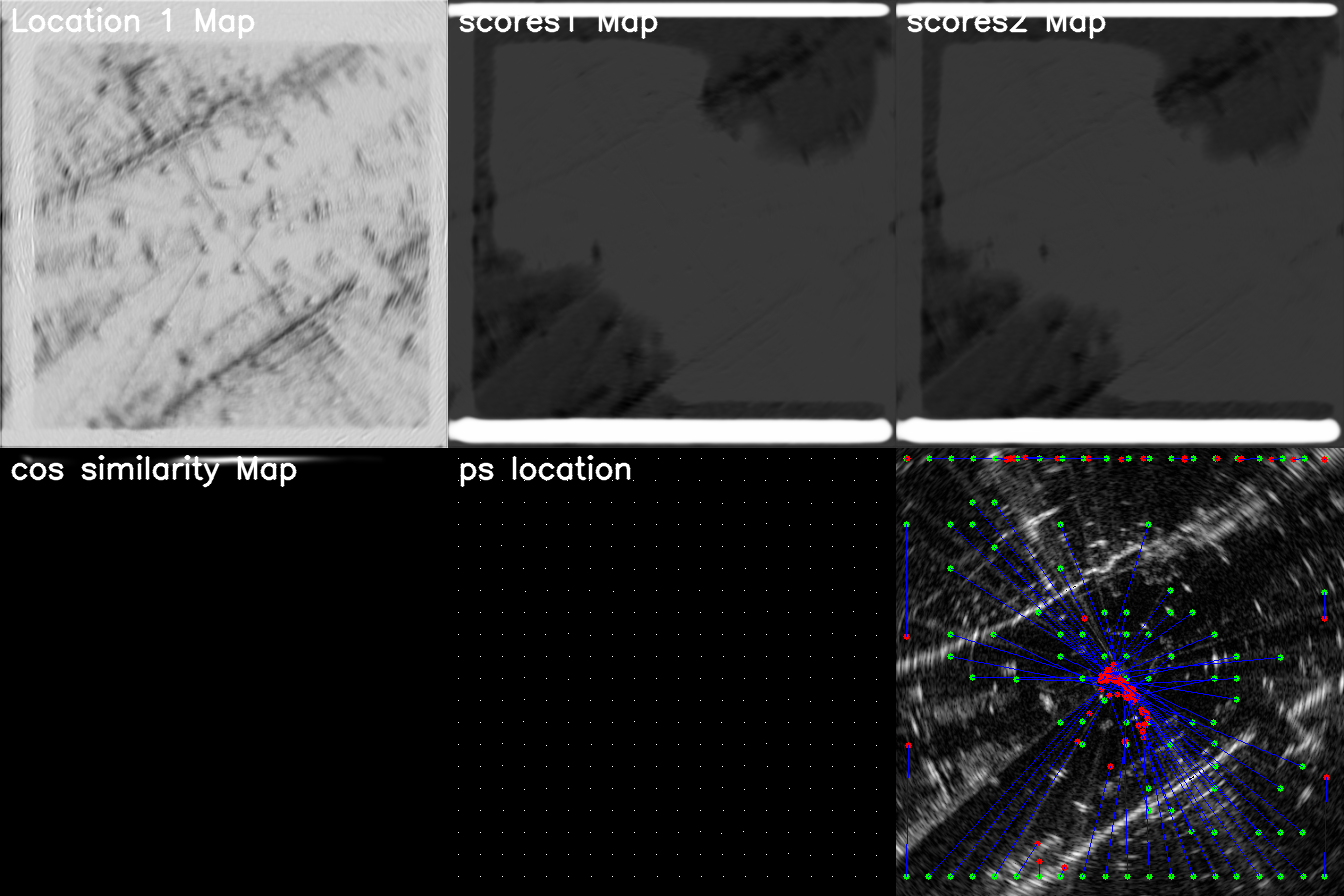 Location 1 Map
scores1 Map
scores2 Map
cos similarity Map
ps location